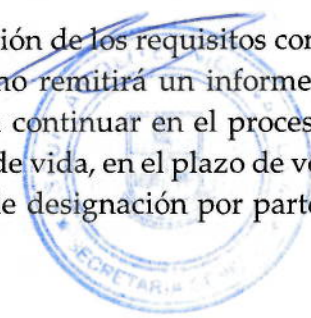 ión de los requisitos con
no remitirá un informe
continuar en el proces
de vida, en el plazo de v
e designación por parte
SECRETARÍA